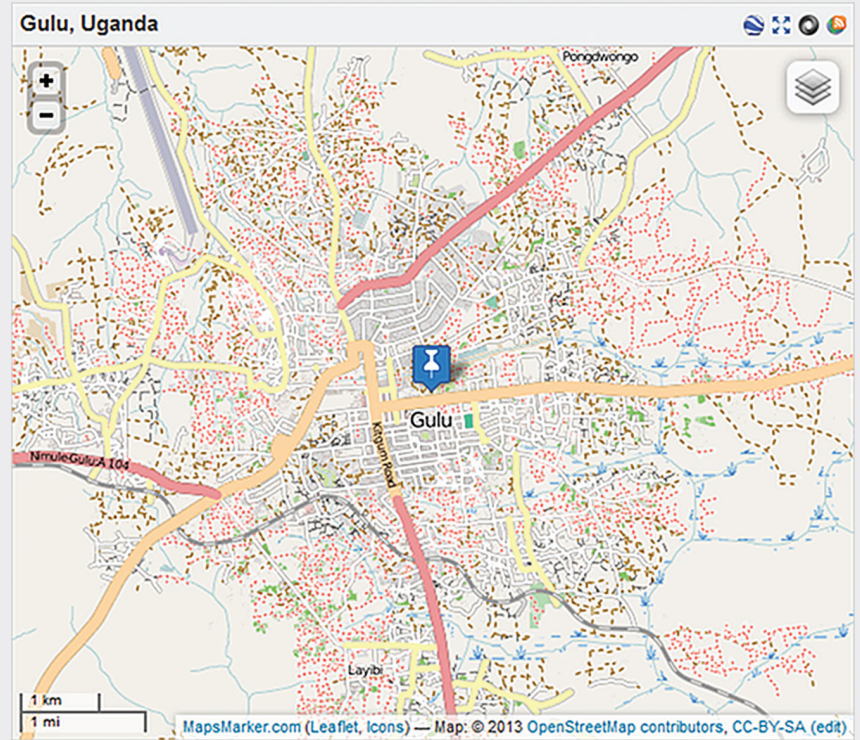 Gulu, Uganda
Pongdwongo
+
-
Gulu
Kitgum Road
Nimule-Gulu A 104
Layibi
1 km
1 mi
MapsMarker.com (Leaflet, Icons) — Map: © 2013 OpenStreetMap contributors, CC-BY-SA (edit)